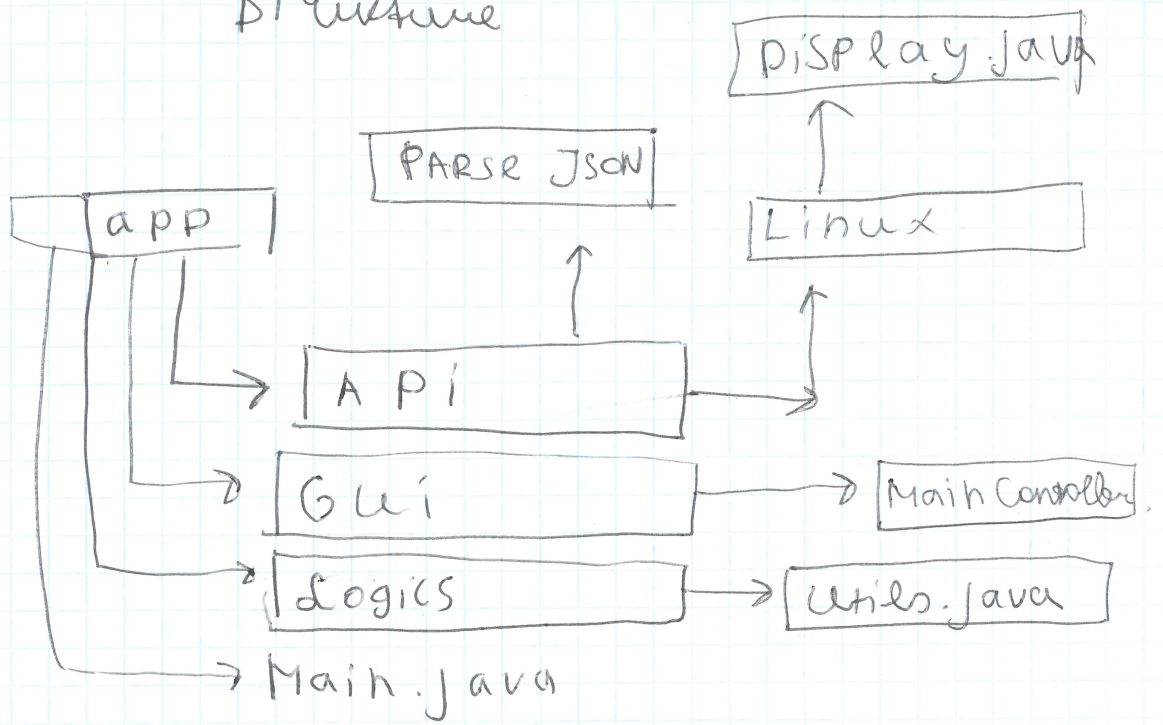 DiSplay.java
PARSE JSON
app
Linux
A Pi
Gui
Main Controller
Logics
Utils.java
Main.java